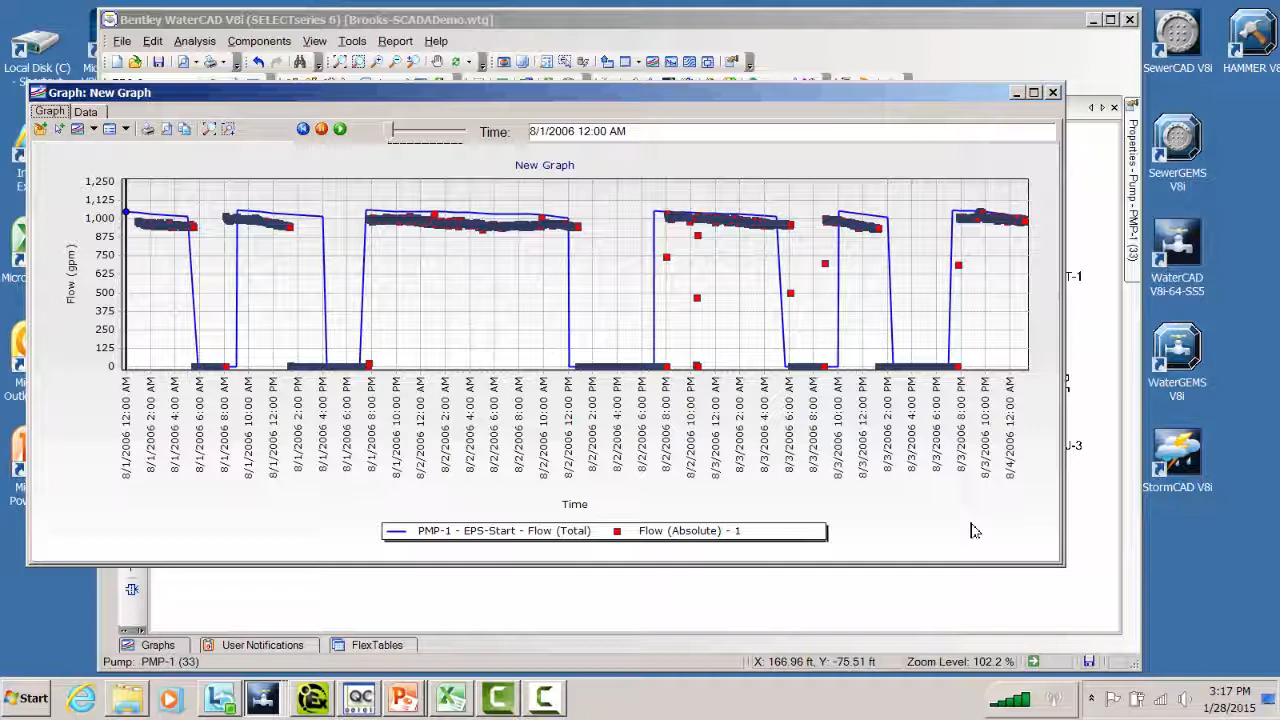 Bentley WaterCAD V8i (SELECTseries 6) [Brooks-SCADADemo.wtg]
File Edit Analysis Components View Tools Report Help
Local Disk (C)
SewerCAD V8i
HAMMER V8i
Graph: New Graph
Graph Data
Time: 8/1/2006 12:00 AM
New Graph
1,250
1,125
1,000
875
750
625
500
375
250
125
0
Flow (gpm)
8/1/2006 12:00 AM
8/1/2006 2:00 AM
8/1/2006 4:00 AM
8/1/2006 6:00 AM
8/1/2006 8:00 AM
8/1/2006 10:00 AM
8/1/2006 12:00 PM
8/1/2006 2:00 PM
8/1/2006 4:00 PM
8/1/2006 6:00 PM
8/1/2006 8:00 PM
8/1/2006 10:00 PM
8/2/2006 12:00 AM
8/2/2006 2:00 AM
8/2/2006 4:00 AM
8/2/2006 6:00 AM
8/2/2006 8:00 AM
8/2/2006 10:00 AM
8/2/2006 12:00 PM
8/2/2006 2:00 PM
8/2/2006 4:00 PM
8/2/2006 6:00 PM
8/2/2006 8:00 PM
8/2/2006 10:00 PM
8/3/2006 12:00 AM
8/3/2006 2:00 AM
8/3/2006 4:00 AM
8/3/2006 6:00 AM
8/3/2006 8:00 AM
8/3/2006 10:00 AM
8/3/2006 12:00 PM
8/3/2006 2:00 PM
8/3/2006 4:00 PM
8/3/2006 6:00 PM
8/3/2006 8:00 PM
8/3/2006 10:00 PM
8/4/2006 12:00 AM
Time
PMP-1 - EPS-Start - Flow (Total) Flow (Absolute) - 1
Properties - Pump - PMP-1 (33)
T-1
J-3
SewerGEMS
V8i
WaterCAD
V8i-64-SS5
WaterGEMS
V8i
StormCAD V8i
Graphs User Notifications FlexTables
Pump: PMP-1 (33) X: 166.96 ft, Y: -75.51 ft Zoom Level: 102.2 %
Start
3:17 PM
1/28/2015